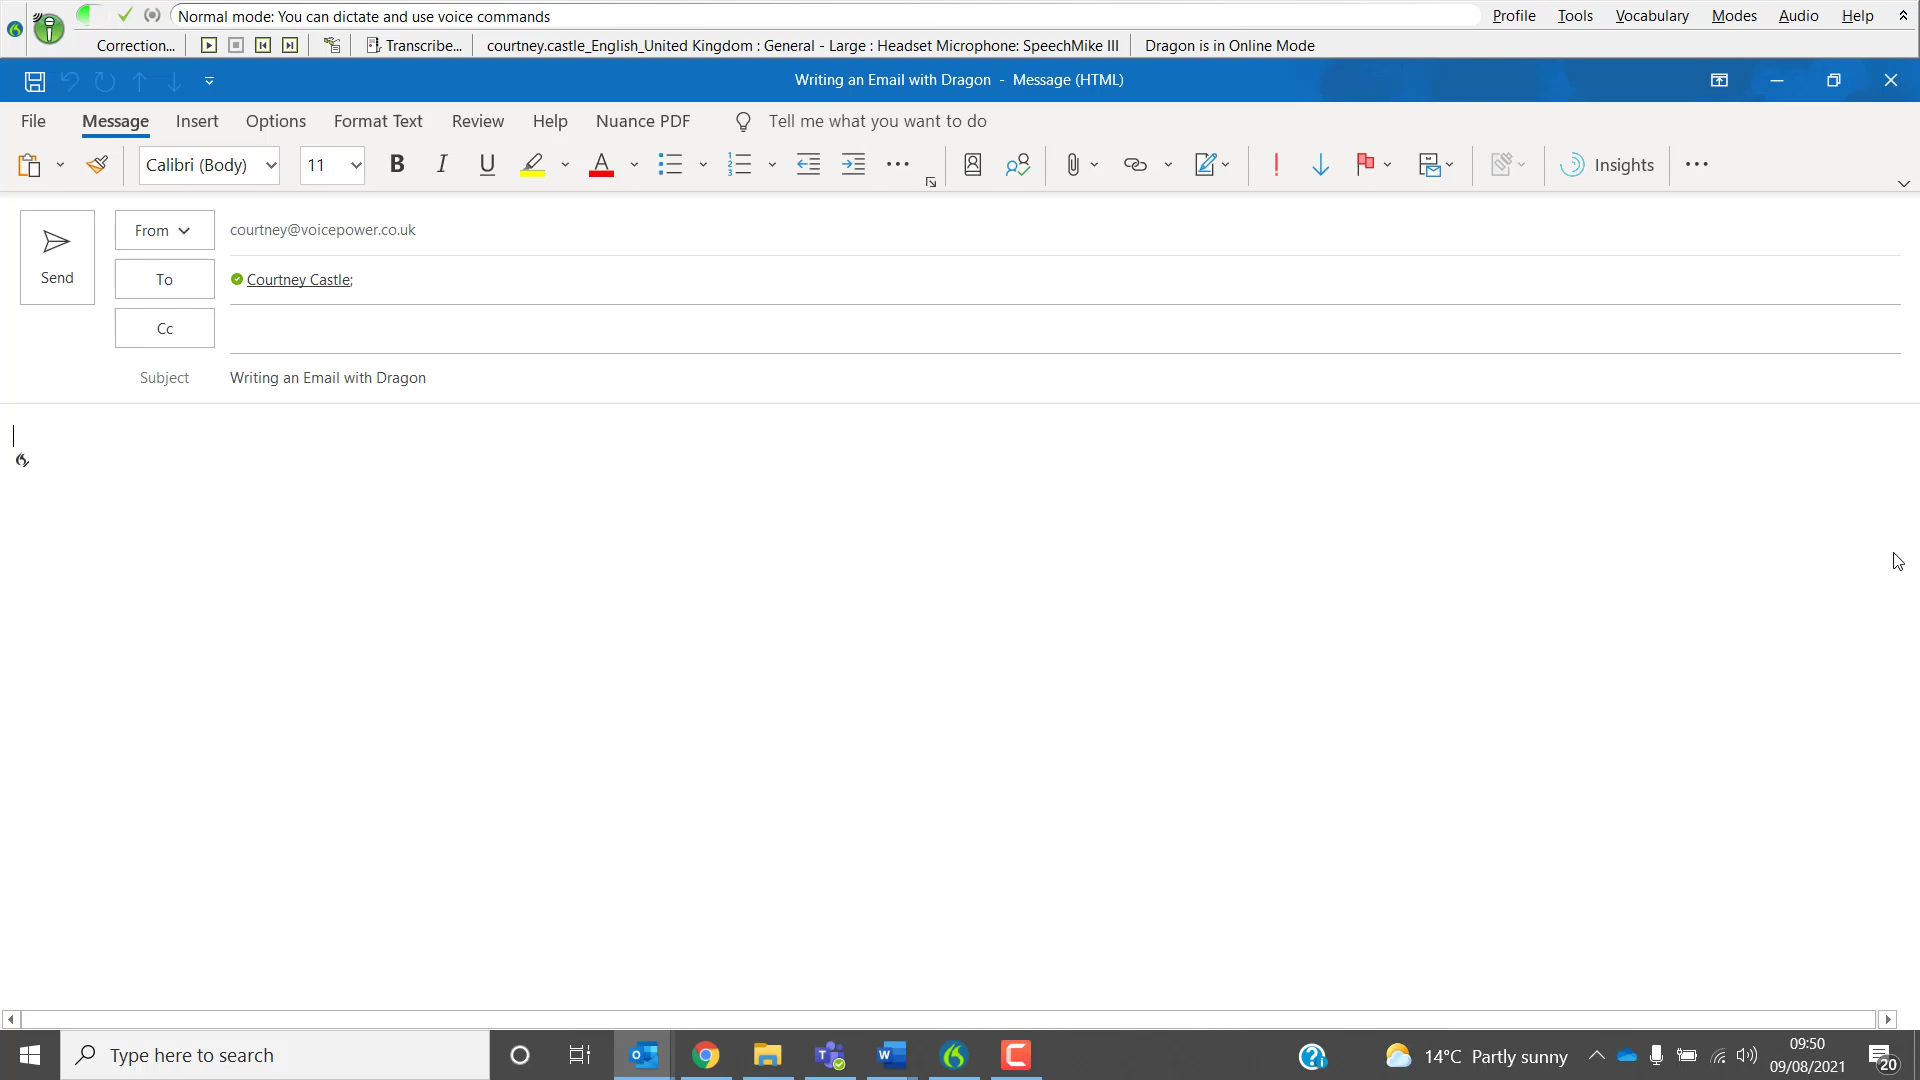 Normal mode: You can dictate and use voice commands
Profile Tools Vocabulary Modes Audio Help
Correction... Transcribe... courtney.castle_English_United Kingdom : General - Large : Headset Microphone: SpeechMike III Dragon is in Online Mode
Writing an Email with Dragon - Message (HTML)
File Message Insert Options Format Text Review Help Nuance PDF Tell me what you want to do
Calibri (Body) 11 B I U A Insights
From courtney@voicepower.co.uk
Send
To Courtney Castle;
Cc
Subject Writing an Email with Dragon
Type here to search
14°C Partly sunny
09:50
09/08/2021
20